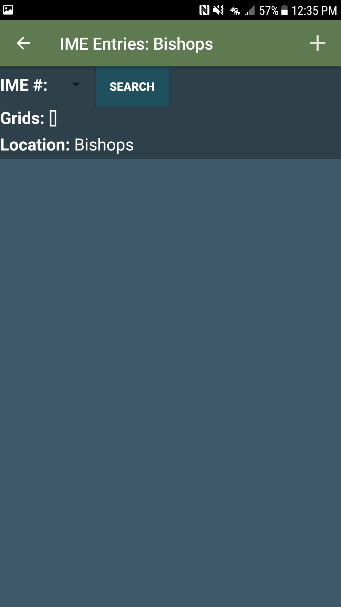 57% 12:35 PM
IME Entries: Bishops
IME #: SEARCH
Grids: []
Location: Bishops